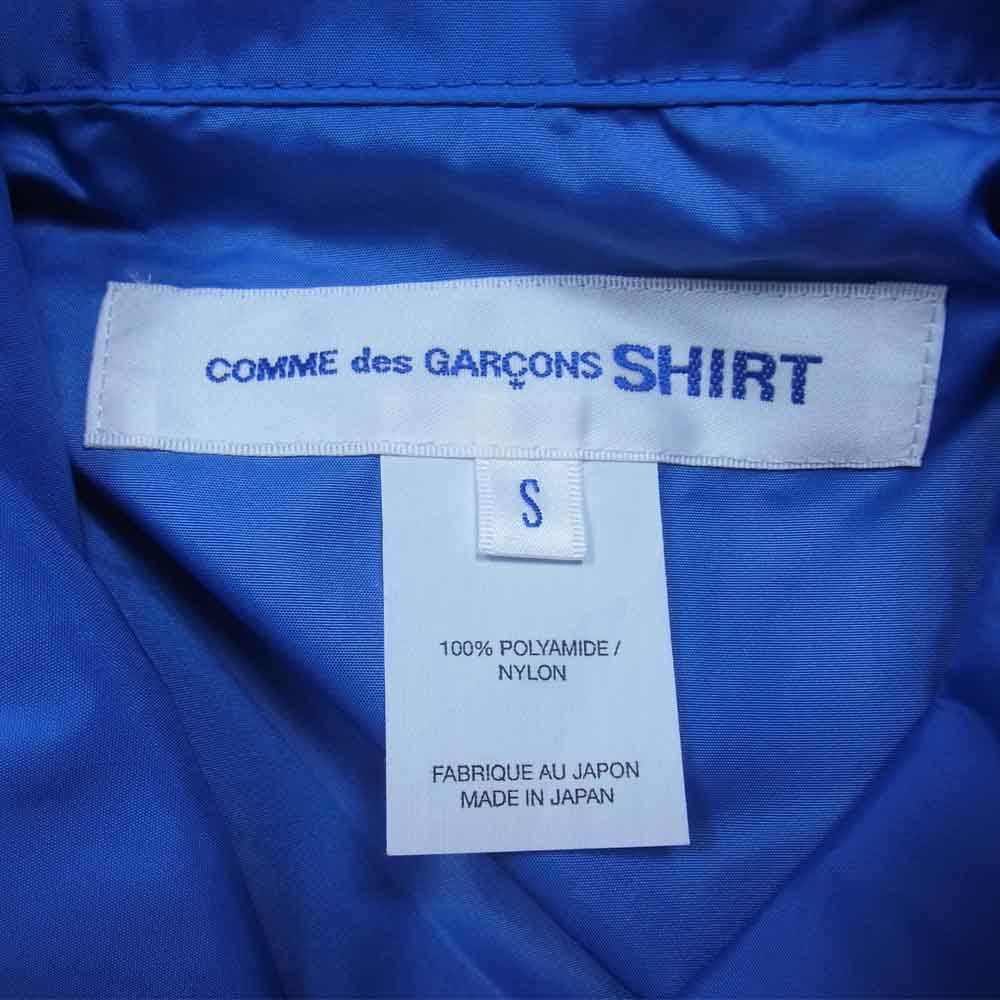 COMME des GARÇONS SHIRT
S
100% POLYAMIDE /
NYLON
FABRIQUE AU JAPON
MADE IN JAPAN